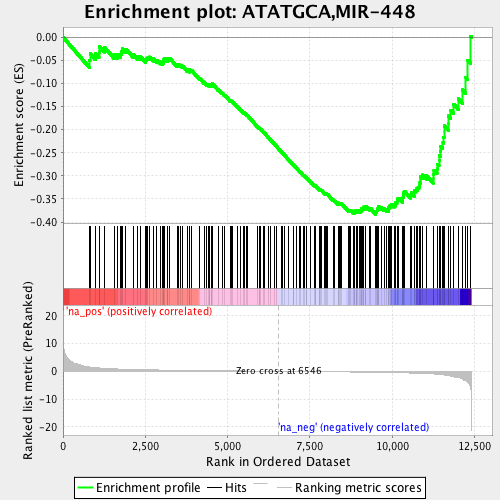 Enrichment plot: ATATGCA,MIR-448
Enrichment score (ES)
0.00
-0.05
-0.10
-0.15
-0.20
-0.25
-0.30
-0.35
-0.40
'na_pos' (positively correlated)
Ranked list metric (PreRanked)
20
10
0
-10
-20
Zero cross at 6546
'na_neg' (negatively correlated)
0
2,500
5,000
7,500
10,000
12,500
Rank in Ordered Dataset
Enrichment profile
Hits
Ranking metric scores